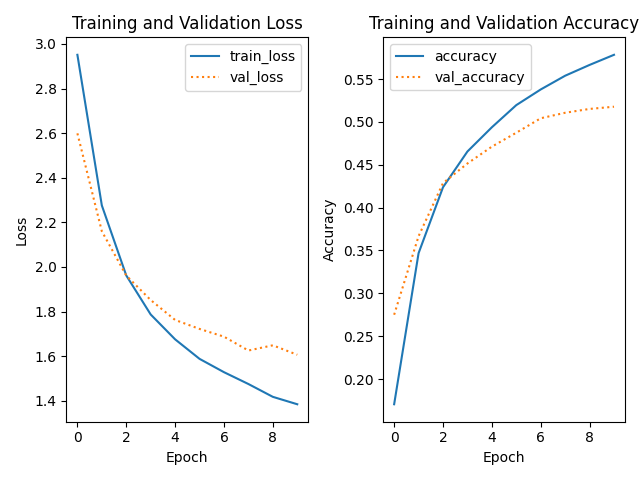 Training and Validation Loss
train_loss
val_loss
3.0
2.8
2.6
2.4
2.2
2.0
1.8
1.6
1.4
Loss
0 2 4 6 8
Epoch
Training and Validation Accuracy
accuracy
val_accuracy
0.55
0.50
0.45
0.40
0.35
0.30
0.25
0.20
Accuracy
0 2 4 6 8
Epoch